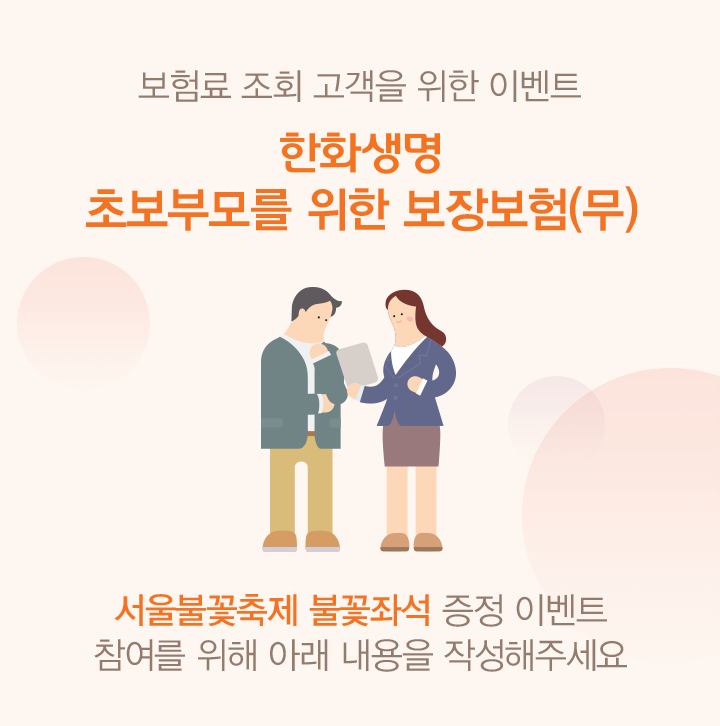 보험료 조회 고객을 위한 이벤트
한화생명
초보부모를 위한 보장보험(무)
서울불꽃축제 불꽃좌석 증정 이벤트
참여를 위해 아래 내용을 작성해주세요